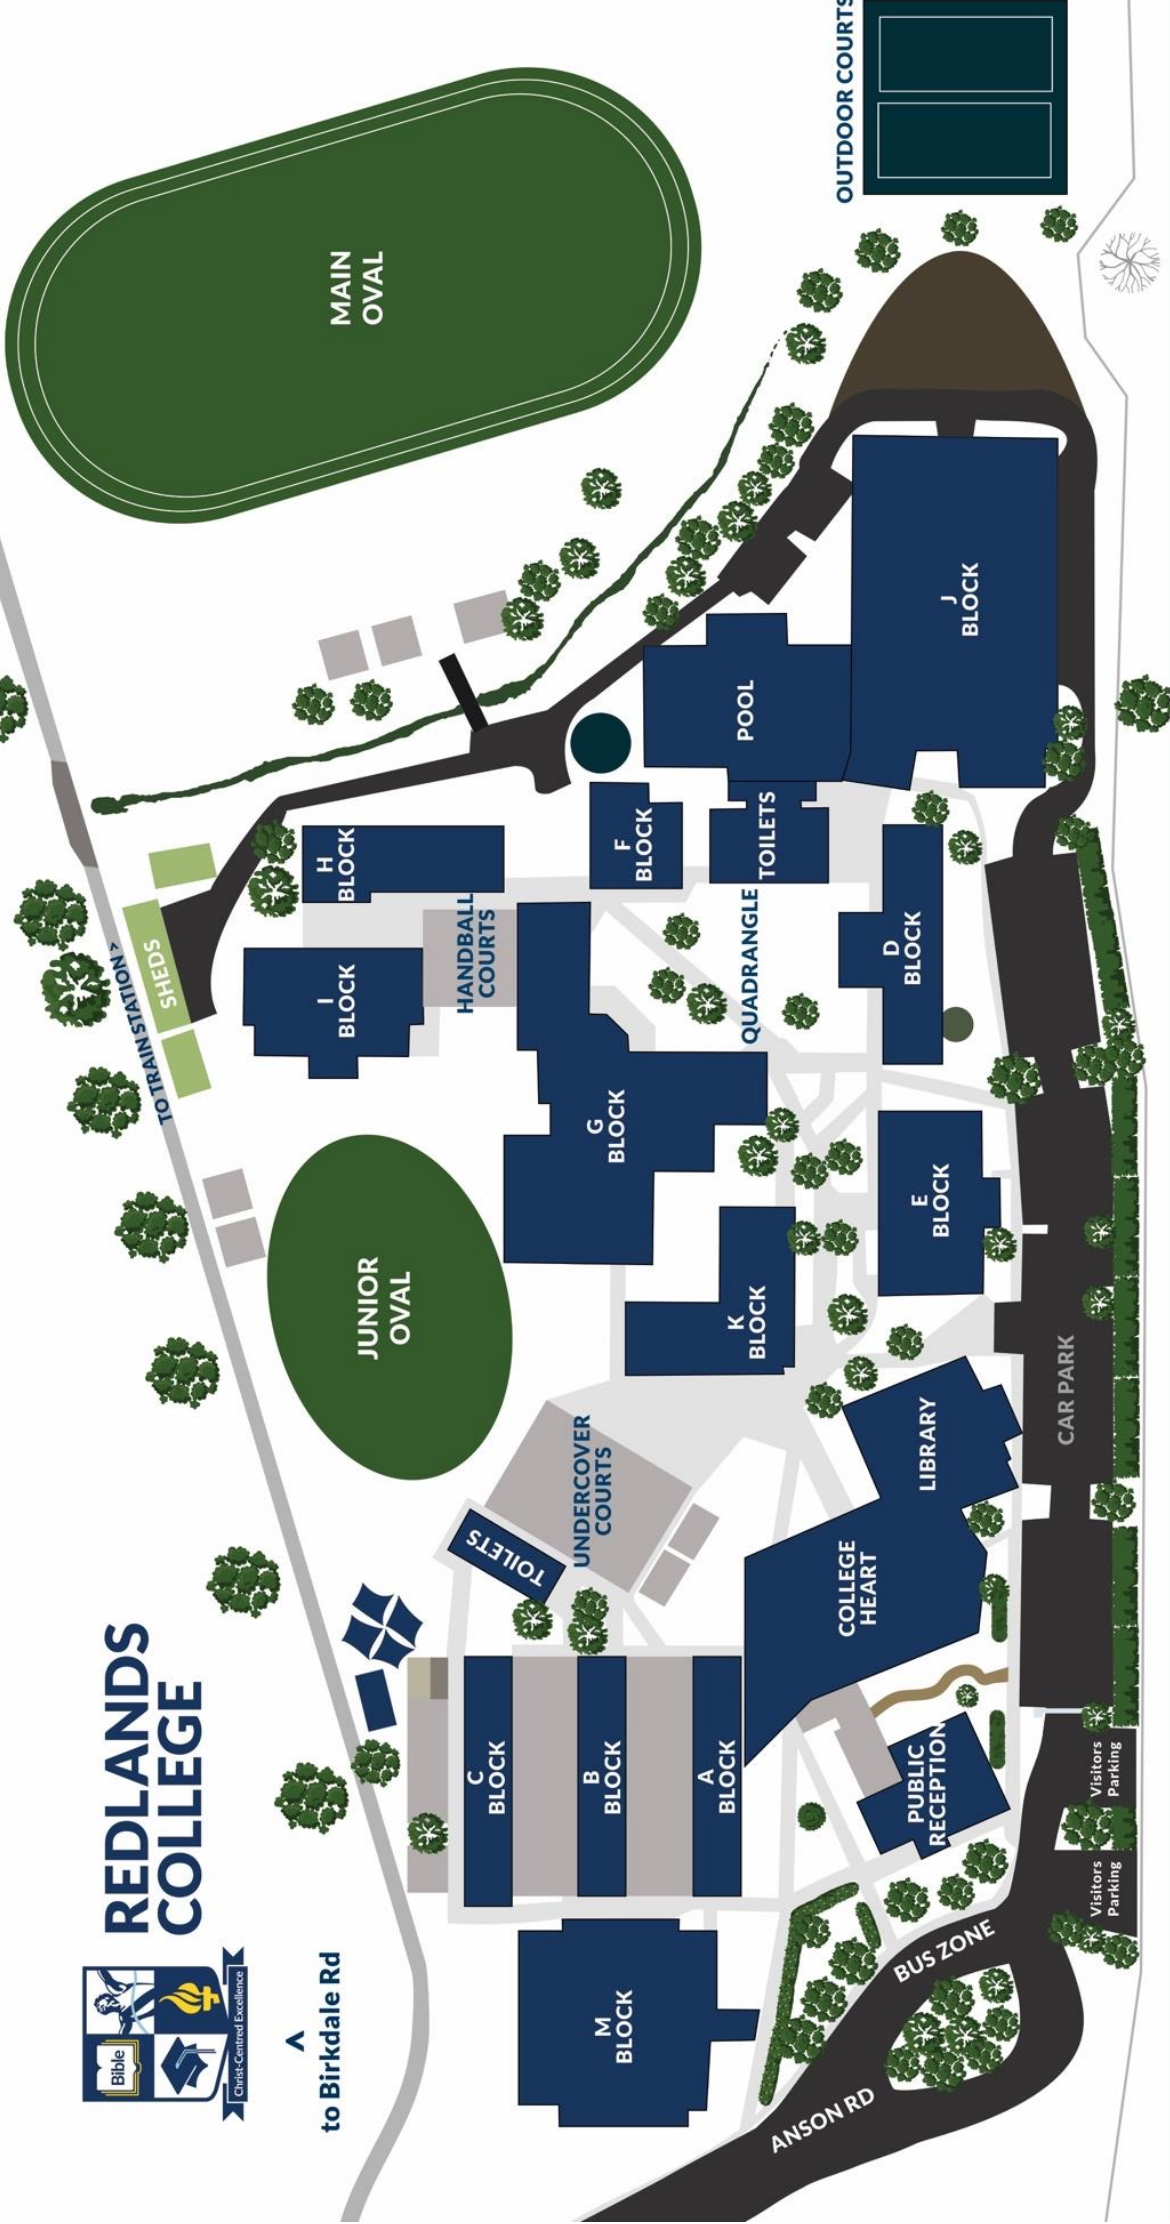 REDLANDS
COLLEGE
Bible
Christ-Centred Excellence
<
to Birkdale Rd
TO TRAIN STATION >
SHEDS
MAIN
OVAL
OUTDOOR COURTS
JUNIOR
OVAL
H
BLOCK
I
BLOCK
HANDBALL
COURTS
F
BLOCK
TOILETS
POOL
J
BLOCK
QUADRANGLE
D
BLOCK
G
BLOCK
E
BLOCK
K
BLOCK
UNDERCOVER
COURTS
TOILETS
LIBRARY
COLLEGE
HEART
CAR PARK
C
BLOCK
B
BLOCK
A
BLOCK
PUBLIC
RECEPTION
Visitors
Parking
Visitors
Parking
M
BLOCK
BUS ZONE
ANSON RD